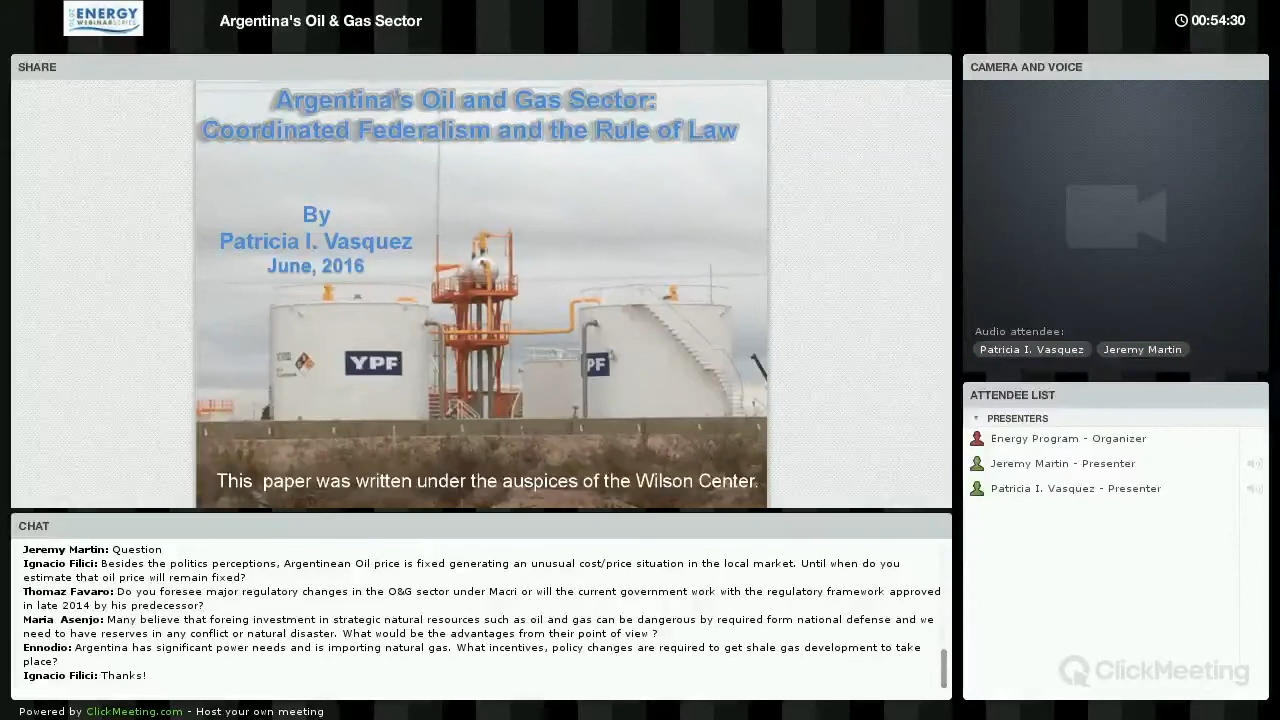 2016 ENERGY
WEBINAR SERIES
Argentina's Oil & Gas Sector
00:54:30
SHARE
Argentina's Oil and Gas Sector:
Coordinated Federalism and the Rule of Law
By
Patricia I. Vasquez
June, 2016
YPF
PF
This paper was written under the auspices of the Wilson Center.
CAMERA AND VOICE
Audio attendee:
Patricia I. Vasquez
Jeremy Martin
ATTENDEE LIST
PRESENTERS
Energy Program - Organizer
Jeremy Martin - Presenter
Patricia I. Vasquez - Presenter
CHAT
Jeremy Martin: Question
Ignacio Filici: Besides the politics perceptions, Argentinean Oil price is fixed generating an unusual cost/price situation in the local market. Until when do you
estimate that oil price will remain fixed?
Thomaz Favaro: Do you foresee major regulatory changes in the O&G sector under Macri or will the current government work with the regulatory framework approved
in late 2014 by his predecessor?
Maria Asenjo: Many believe that foreing investment in strategic natural resources such as oil and gas can be dangerous by required form national defense and we
need to have reserves in any conflict or natural disaster. What would be the advantages from their point of view ?
Ennodio: Argentina has significant power needs and is importing natural gas. What incentives, policy changes are required to get shale gas development to take
place?
Ignacio Filici: Thanks!
ClickMeeting
Powered by ClickMeeting.com - Host your own meeting